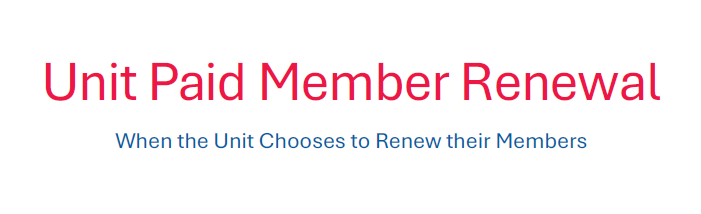 Unit Paid Member Renewal
When the Unit Chooses to Renew their Members